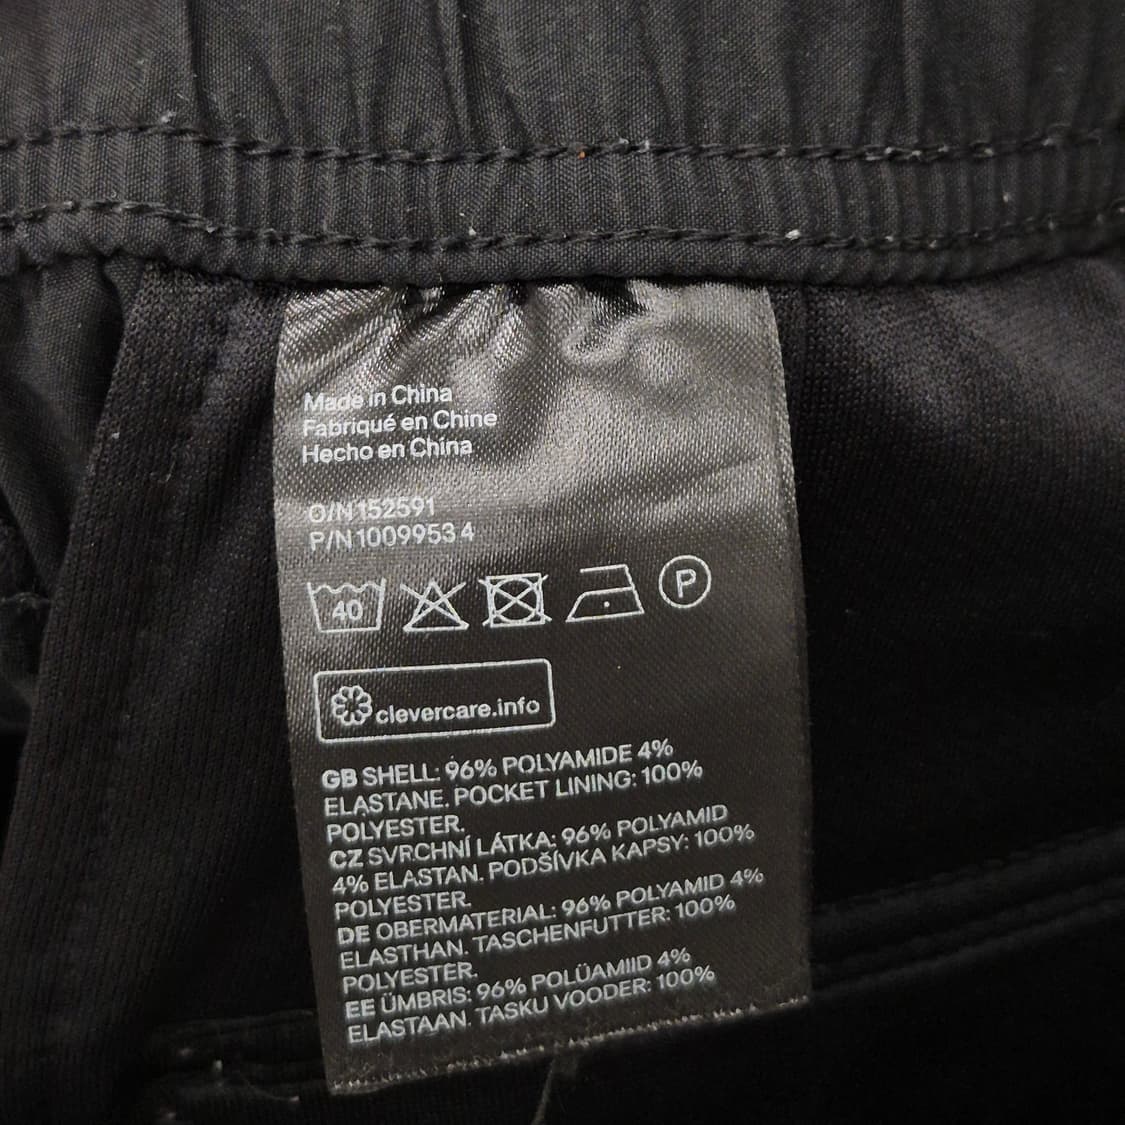 Made in China
Fabriqué en Chine
Hecho en China
O/N 152591
P/N 1009953 4
40
P
clevercare.info
GB SHELL: 96% POLYAMIDE 4%
ELASTANE. POCKET LINING: 100%
POLYESTER.
CZ SVRCHNÍ LÁTKA: 96% POLYAMID
4% ELASTAN. PODŠÍVKA KAPSY: 100%
POLYESTER.
DE OBERMATERIAL: 96% POLYAMID 4%
ELASTHAN. TASCHENFUTTER: 100%
POLYESTER.
EE ÜMBRIS: 96% POLÜAMIID 4%
ELASTAAN. TASKU VOODER: 100%